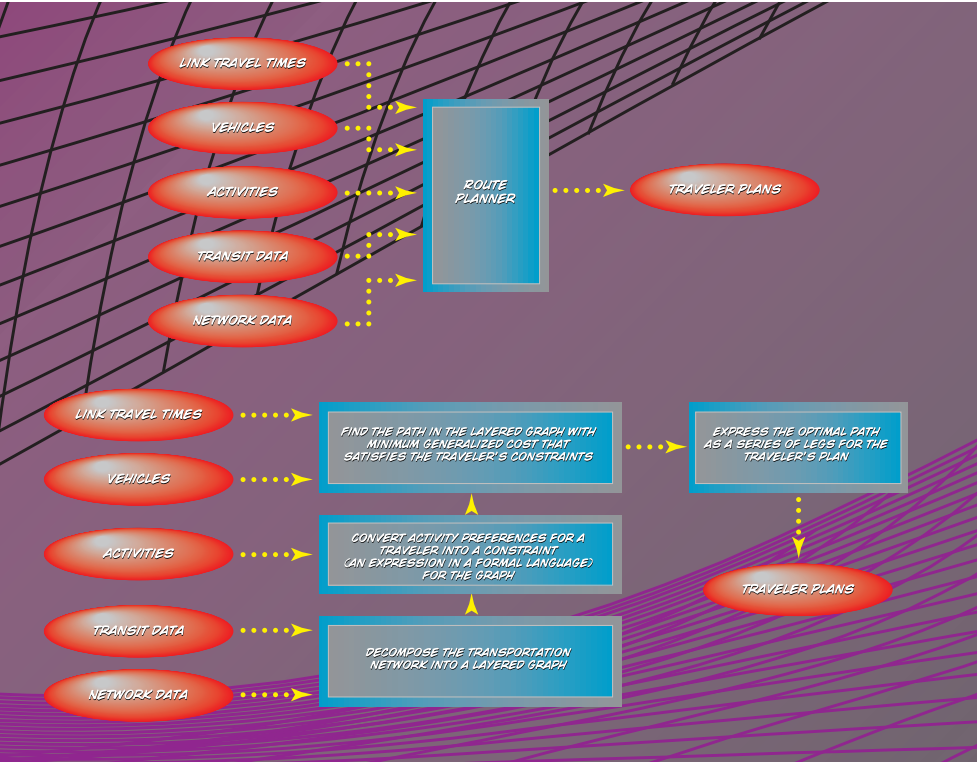 LINK TRAVEL TIMES
VEHICLES
ACTIVITIES
TRANSIT DATA
NETWORK DATA
ROUTE
PLANNER
TRAVELER PLANS
LINK TRAVEL TIMES
VEHICLES
ACTIVITIES
TRANSIT DATA
NETWORK DATA
FIND THE PATH IN THE LAYERED GRAPH WITH
MINIMUM GENERALIZED COST THAT
SATISFIES THE TRAVELER'S CONSTRAINTS
CONVERT ACTIVITY PREFERENCES FOR A
TRAVELER INTO A CONSTRAINT
(AN EXPRESSION IN A FORMAL LANGUAGE)
FOR THE GRAPH
DECOMPOSE THE TRANSPORTATION
NETWORK INTO A LAYERED GRAPH
EXPRESS THE OPTIMAL PATH
AS A SERIES OF LEGS FOR THE
TRAVELER'S PLAN
TRAVELER PLANS